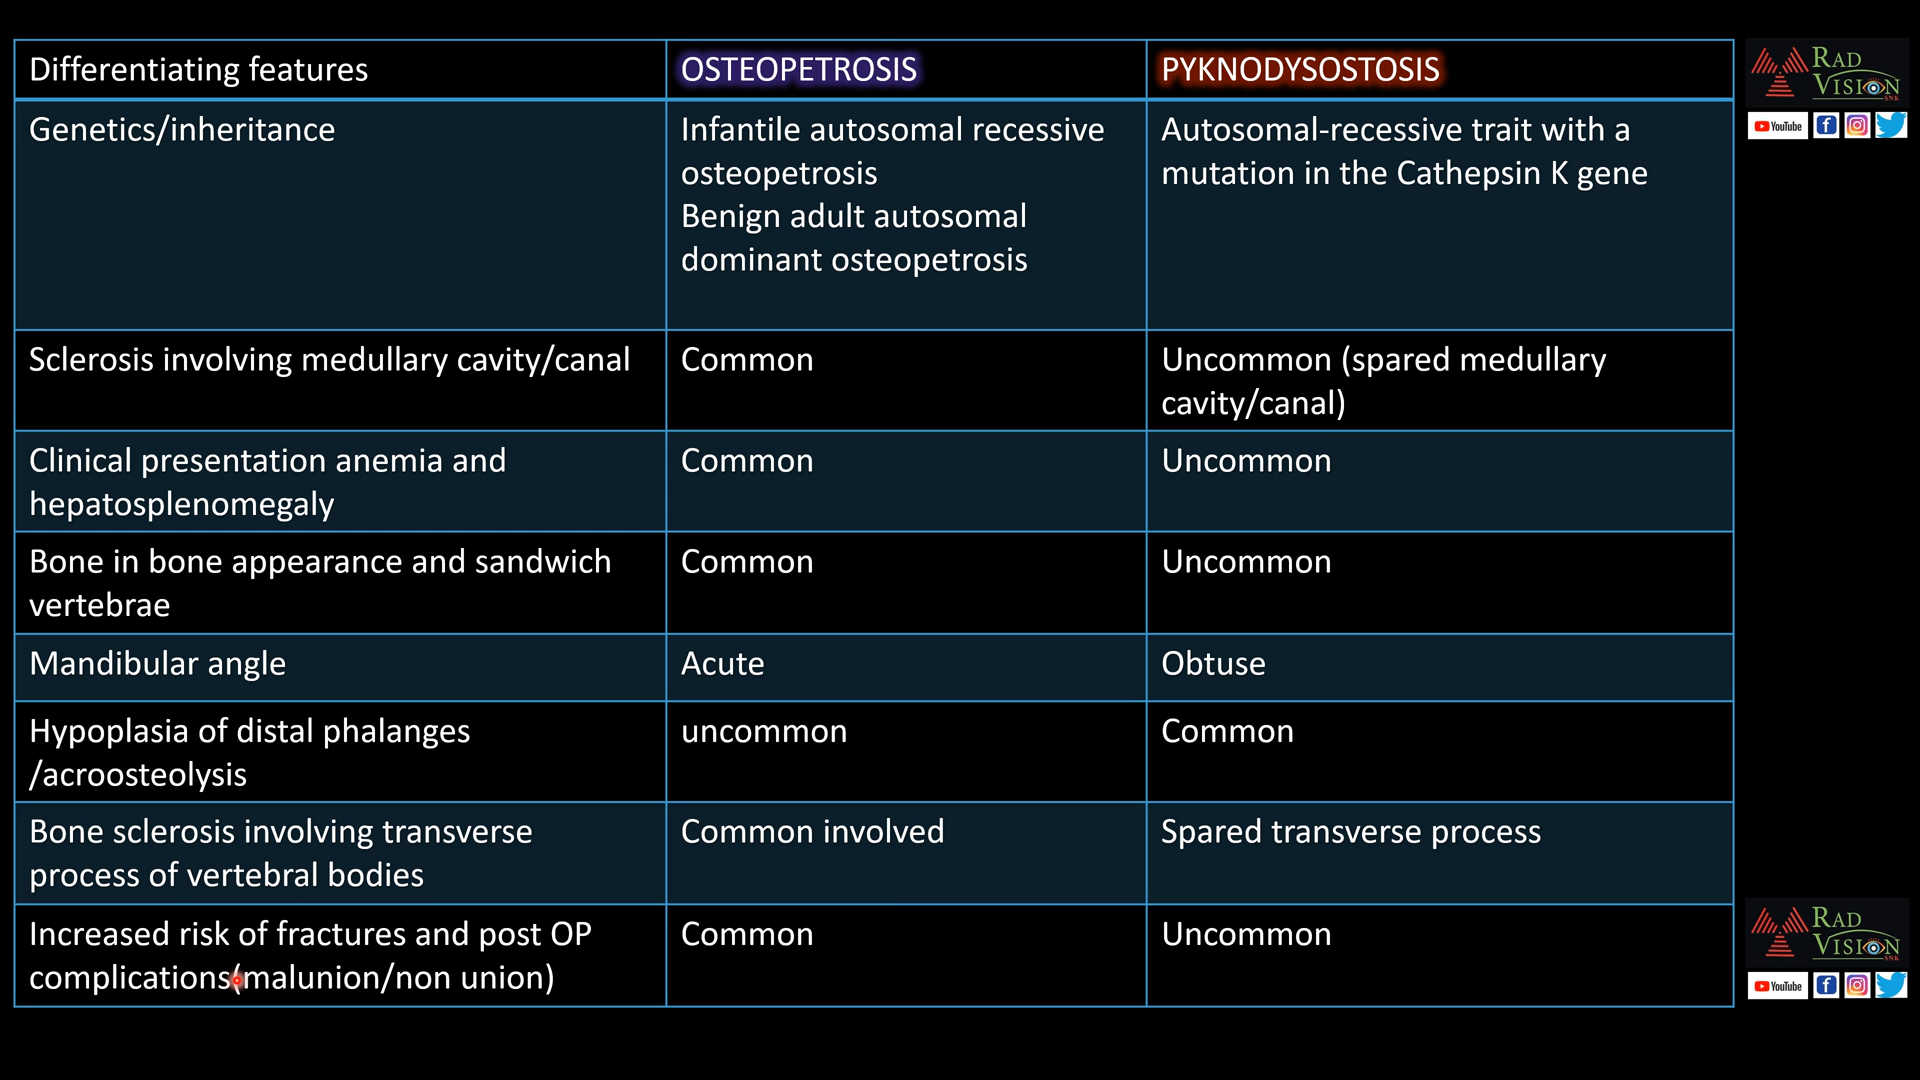 Differentiating features
OSTEOPETROSIS
PYKNODYSOSTOSIS
Genetics/inheritance
Infantile autosomal recessive
osteopetrosis
Benign adult autosomal
dominant osteopetrosis
Autosomal-recessive trait with a
mutation in the Cathepsin K gene
Sclerosis involving medullary cavity/canal
Common
Uncommon (spared medullary
cavity/canal)
Clinical presentation anemia and
hepatosplenomegaly
Common
Uncommon
Bone in bone appearance and sandwich
vertebrae
Common
Uncommon
Mandibular angle
Acute
Obtuse
Hypoplasia of distal phalanges
/acroosteolysis
uncommon
Common
Bone sclerosis involving transverse
process of vertebral bodies
Common involved
Spared transverse process
Increased risk of fractures and post OP
complications(malunion/non union)
Common
Uncommon
RAD
VISION
SNK
YouTube
RAD
VISION
SNK
YouTube